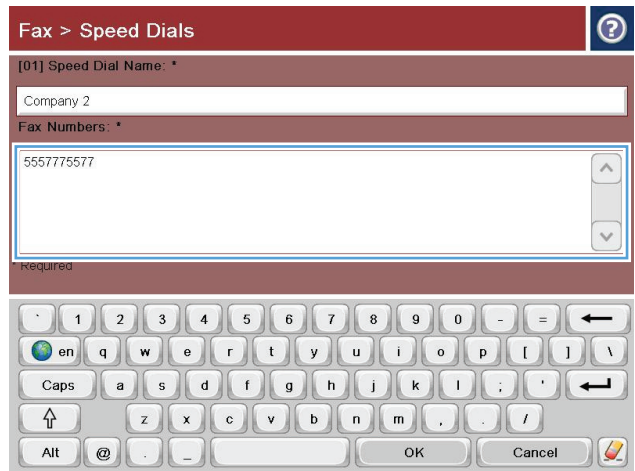 Fax > Speed Dials
?
[01] Speed Dial Name: *
Company 2
Fax Numbers: *
5557775577
* Required
` 1 2 3 4 5 6 7 8 9 0 - =
en q w e r t y u i o p [ ] \
Caps a s d f g h j k l ; '
z x c v b n m , . /
Alt @ . _ OK Cancel